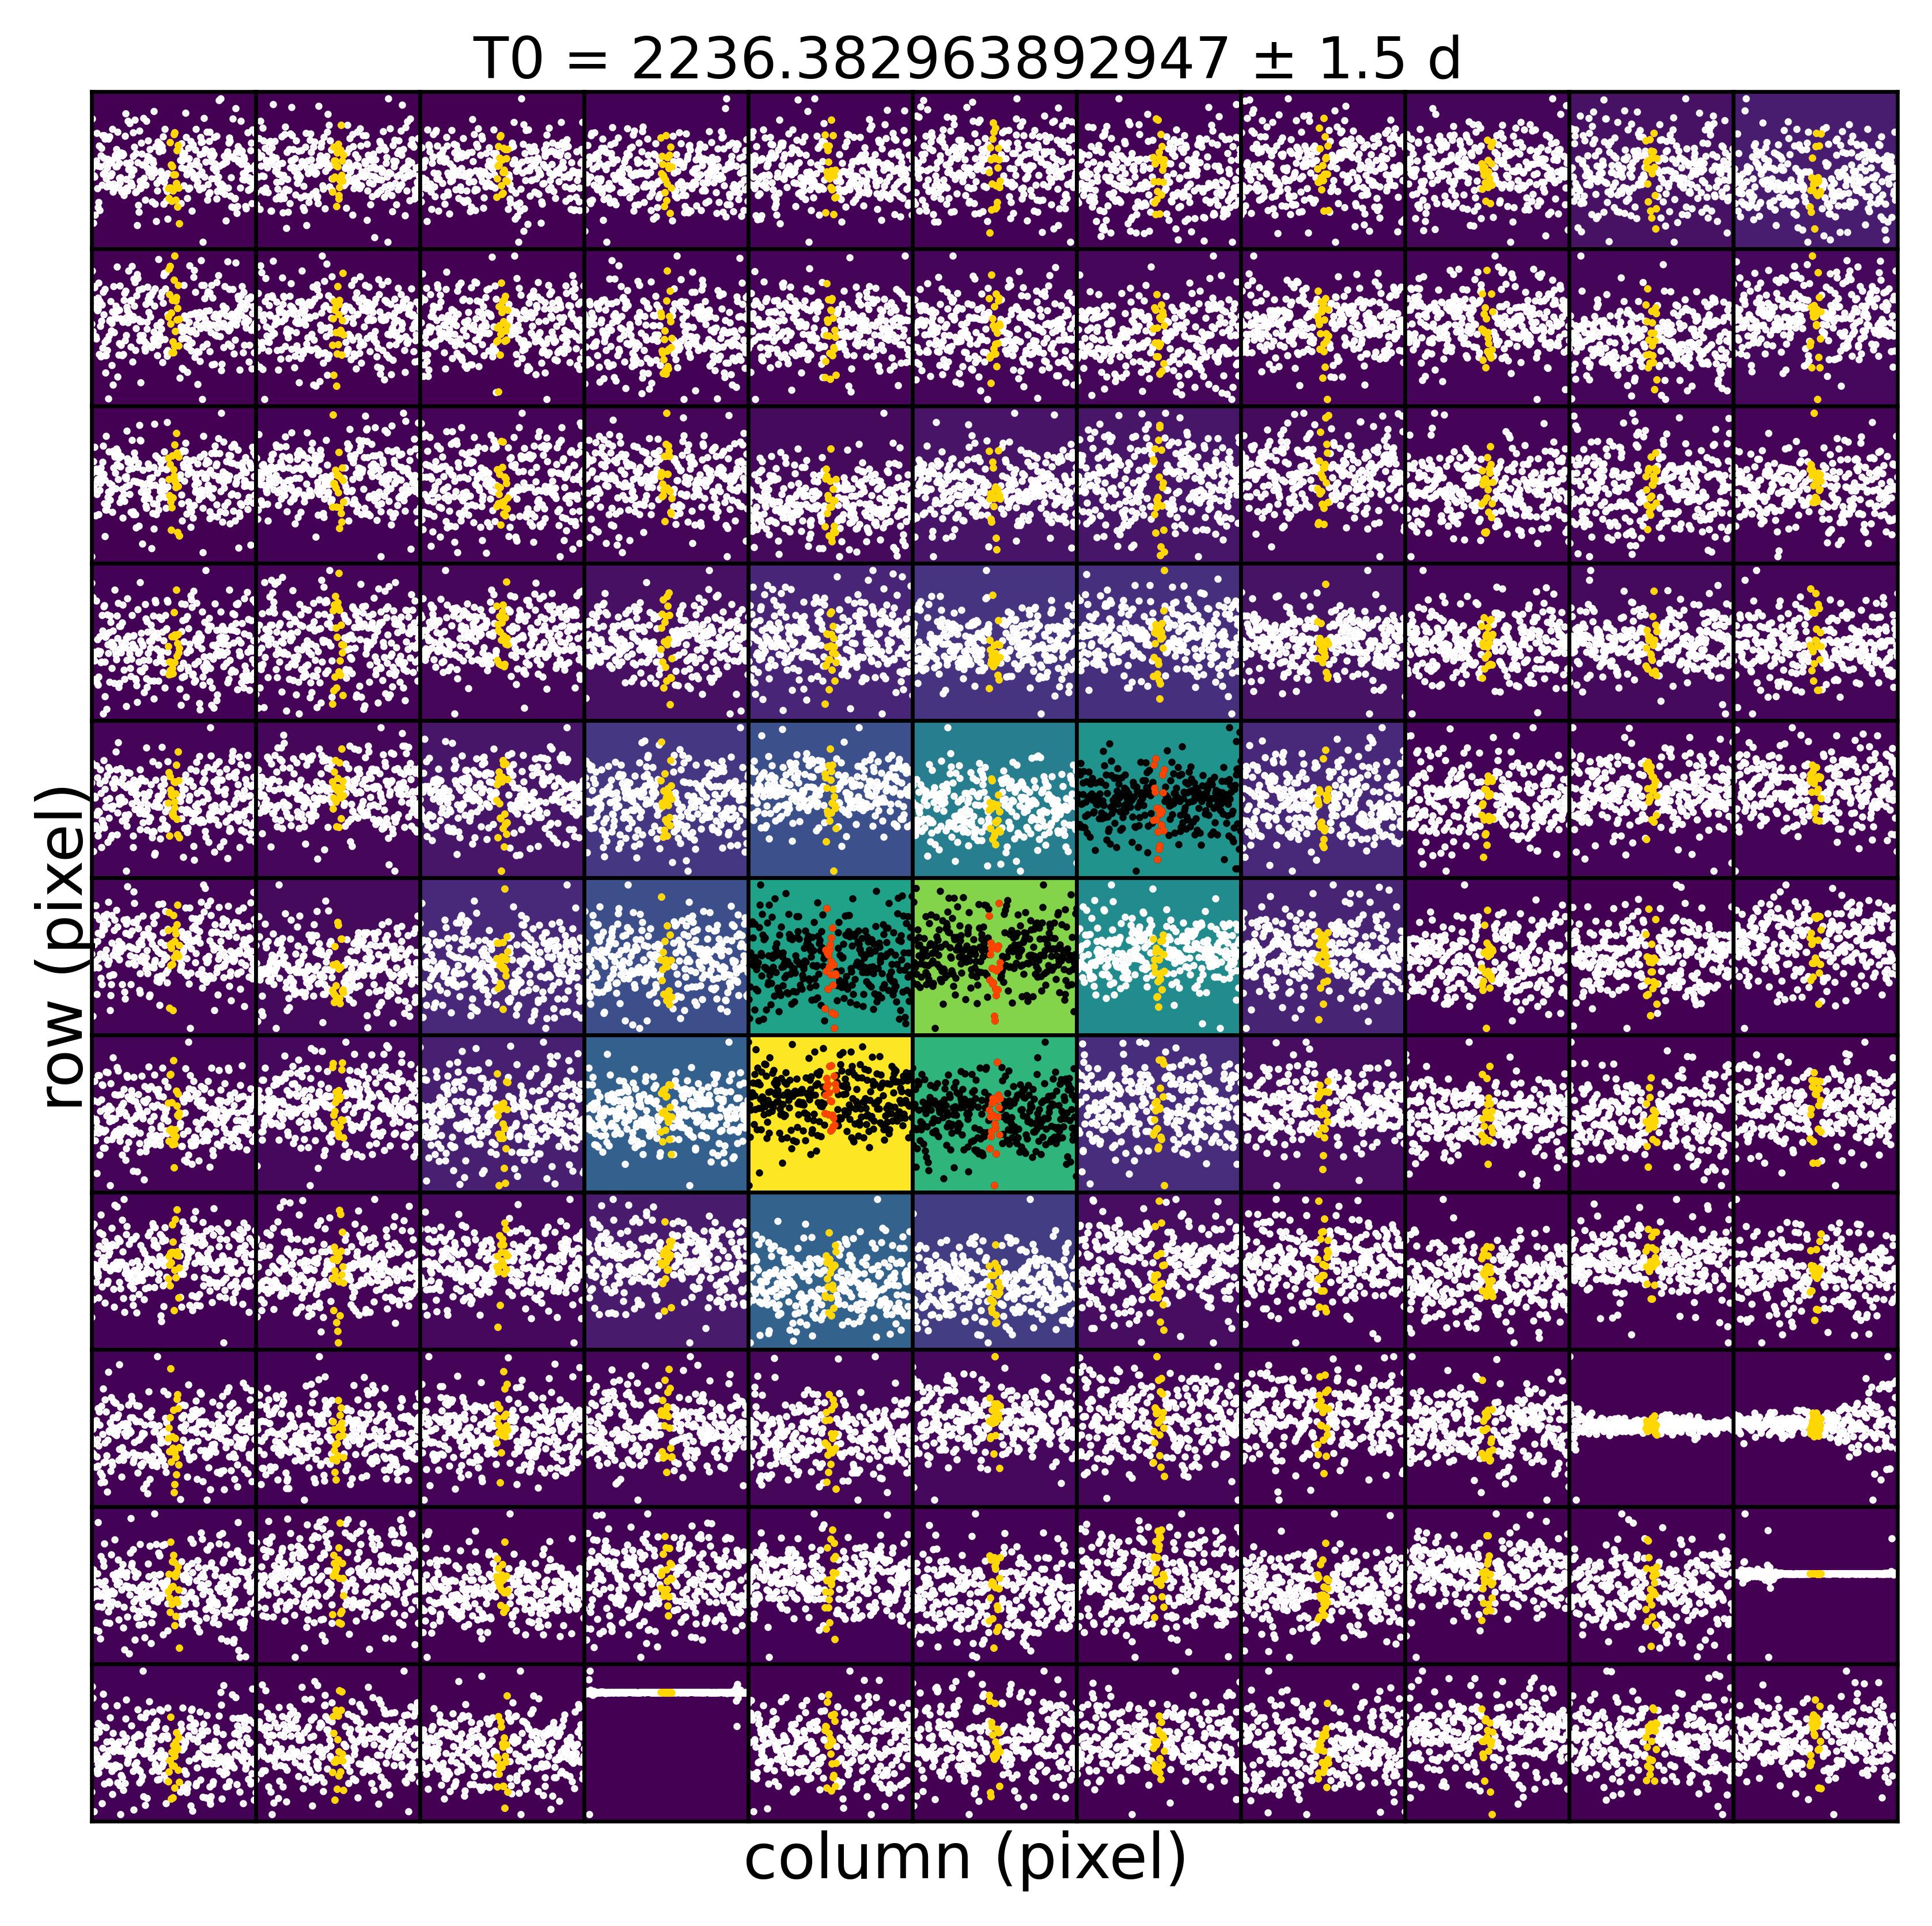 T0 = 2236.382963892947 ± 1.5 d
row (pixel)
column (pixel)